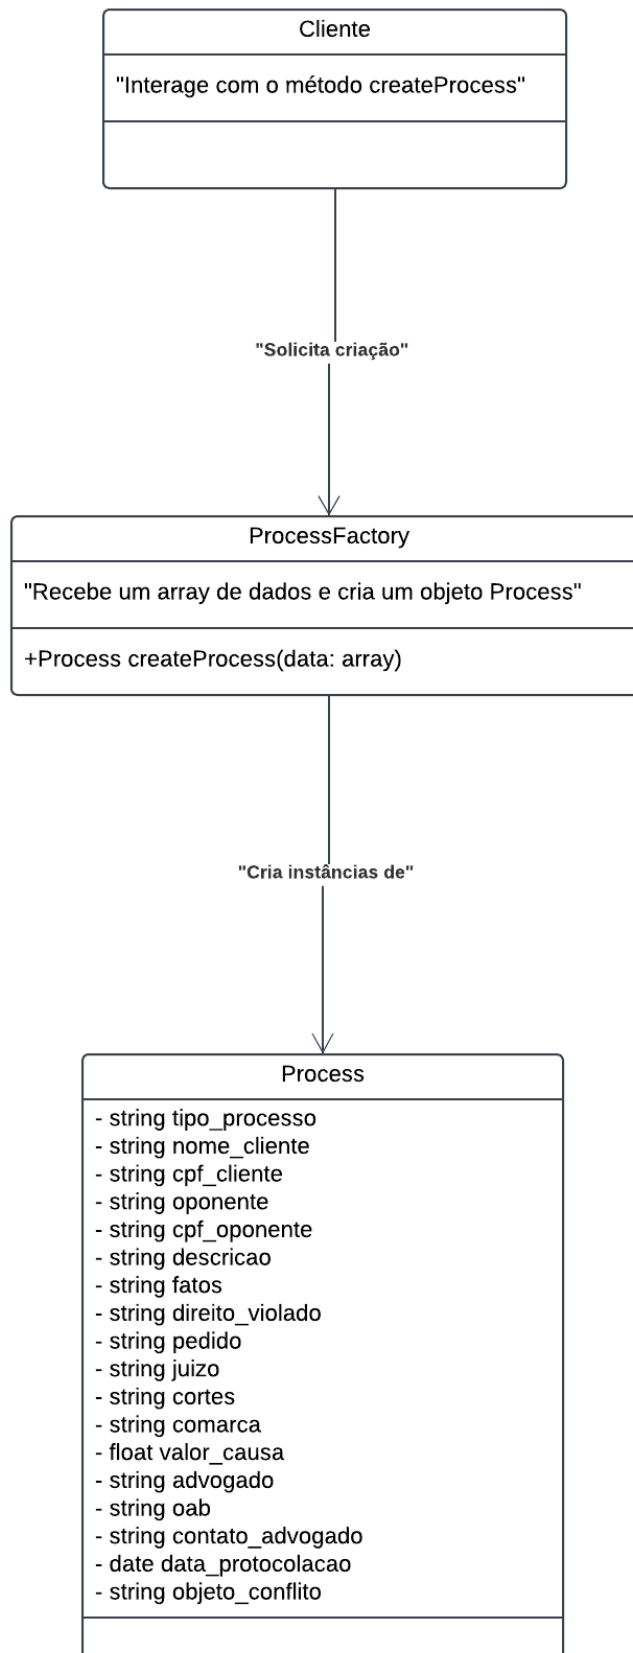 Cliente
"Interage com o método createProcess"
"Solicita criação"
ProcessFactory
"Recebe um array de dados e cria um objeto Process"
+Process createProcess(data: array)
"Cria instâncias de"
Process
- string tipo_processo
- string nome_cliente
- string cpf_cliente
- string oponente
- string cpf_oponente
- string descricao
- string fatos
- string direito_violado
- string pedido
- string juizo
- string cortes
- string comarca
- float valor_causa
- string advogado
- string oab
- string contato_advogado
- date data_protocolacao
- string objeto_conflito